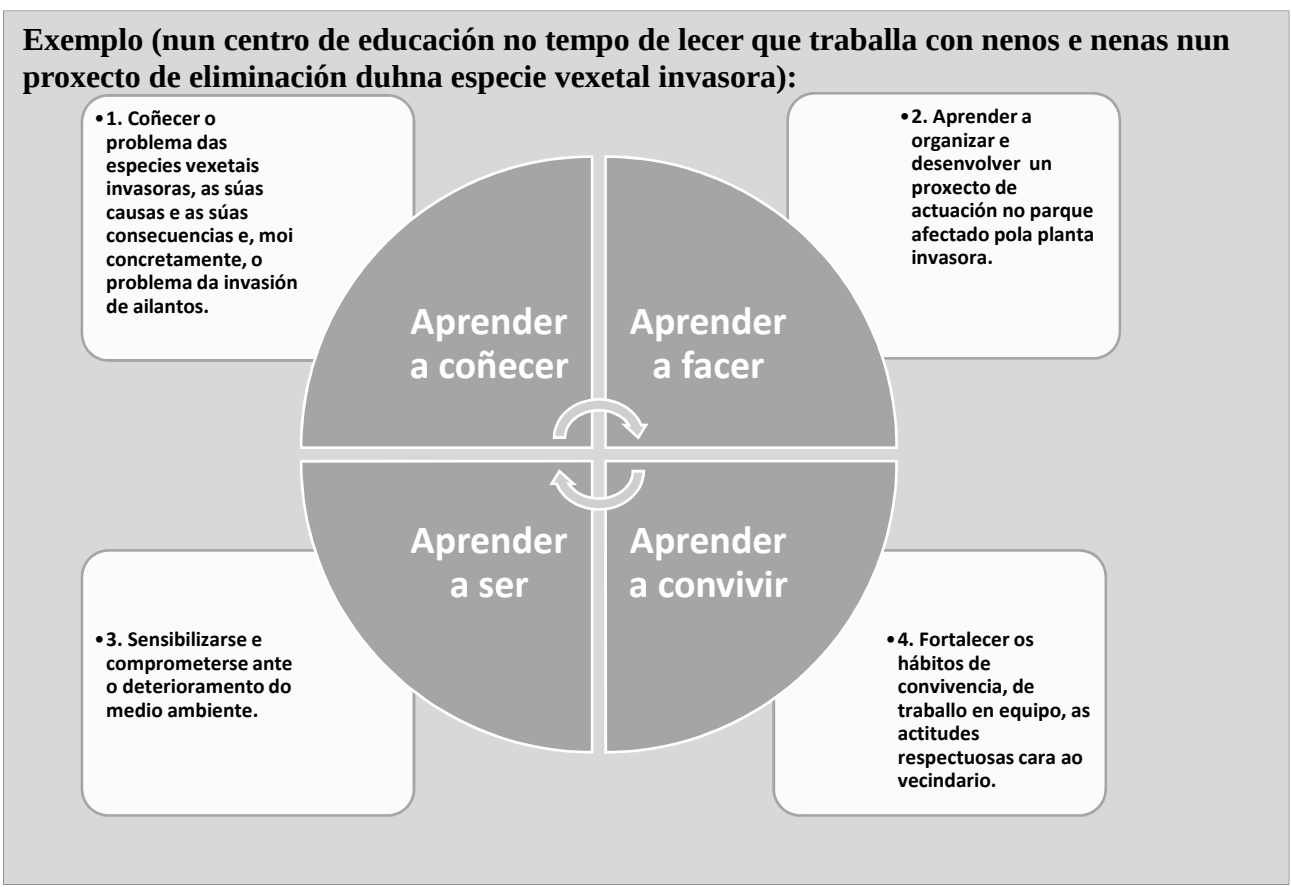 Exemplo (nun centro de educación no tempo de lecer que traballa con nenos e nenas nun
proxecto de eliminación duhna especie vexetal invasora):
•1. Coñecer o
problema das
especies vexetais
invasoras, as súas
causas e as súas
consecuencias e, moi
concretamente, o
problema da invasión
de ailantos.
•2. Aprender a
organizar e
desenvolver un
proxecto de
actuación no parque
afectado pola planta
invasora.
Aprender
a coñecer
Aprender
a facer
Aprender
a ser
Aprender
a convivir
•3. Sensibilizarse e
comprometerse ante
o deterioramento do
medio ambiente.
•4. Fortalecer os
hábitos de
convivencia, de
traballo en equipo, as
actitudes
respectuosas cara ao
vecindario.